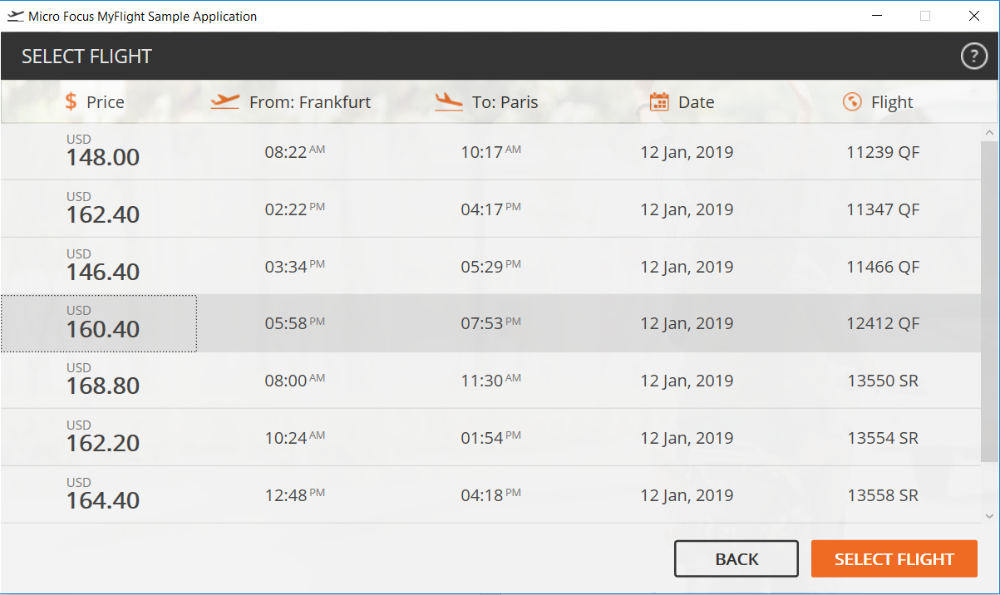 Micro Focus MyFlight Sample Application
SELECT FLIGHT ?
$ Price From: Frankfurt To: Paris Date Flight
USD
148.00 08:22 AM 10:17 AM 12 Jan, 2019 11239 QF
USD
162.40 02:22 PM 04:17 PM 12 Jan, 2019 11347 QF
USD
146.40 03:34 PM 05:29 PM 12 Jan, 2019 11466 QF
USD
160.40 05:58 PM 07:53 PM 12 Jan, 2019 12412 QF
USD
168.80 08:00 AM 11:30 AM 12 Jan, 2019 13550 SR
USD
162.20 10:24 AM 01:54 PM 12 Jan, 2019 13554 SR
USD
164.40 12:48 PM 04:18 PM 12 Jan, 2019 13558 SR
BACK SELECT FLIGHT